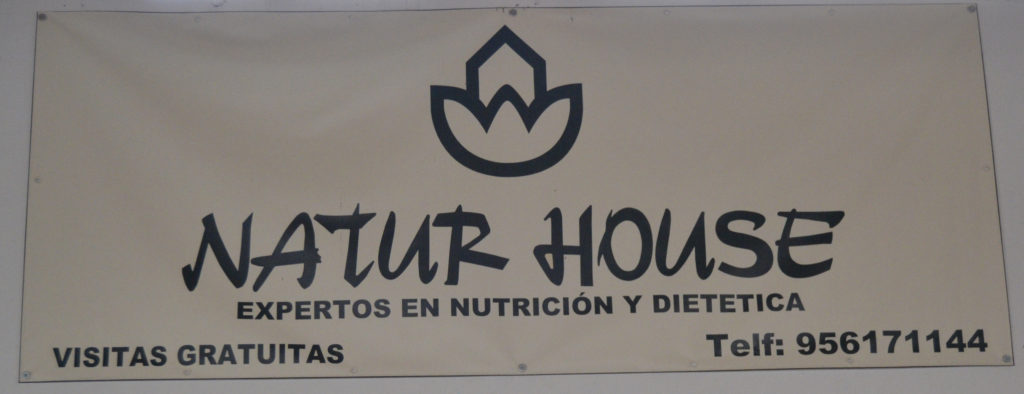 NATUR HOUSE
EXPERTOS EN NUTRICIÓN Y DIETETICA
VISITAS GRATUITAS
Telf: 956171144